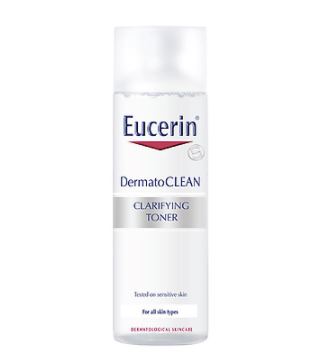 Eucerin®
DermatoCLEAN
CLARIFYING
TONER
Tested on sensitive skin
For all skin types
DERMATOLOGICAL SKINCARE